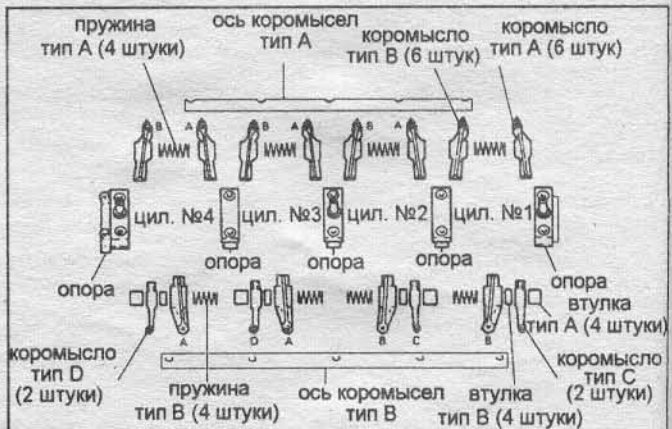 пружина
тип A (4 штуки)
ось коромысел
тип A
коромысло
тип B (6 штук)
коромысло
тип A (6 штук)
B A B A B A
цил. №4 цил. №3 цил. №2 цил. №1
опора опора опора опора
опора
втулка
тип A (4 штуки)
A D A B C B
коромысло
тип D
(2 штуки)
пружина
тип B (4 штуки)
ось коромысел
тип B
втулка
тип B (4 штуки)
коромысло
тип C
(2 штуки)